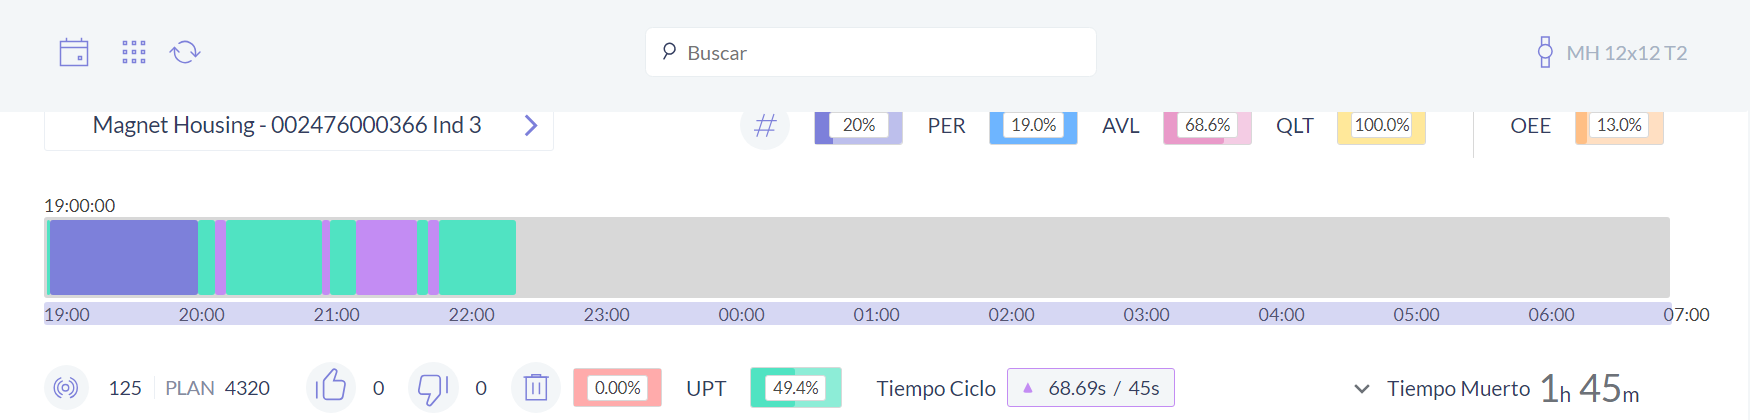 Buscar
MH 12x12 T2
Magnet Housing - 002476000366 Ind 3
# 20% PER 19.0% AVL 68.6% QLT 100.0% OEE 13.0%
19:00:00
19:00 20:00 21:00 22:00 23:00 00:00 01:00 02:00 03:00 04:00 05:00 06:00 07:00
125 PLAN 4320 0 0 0.00% UPT 49.4% Tiempo Ciclo 68.69s / 45s Tiempo Muerto 1h 45m